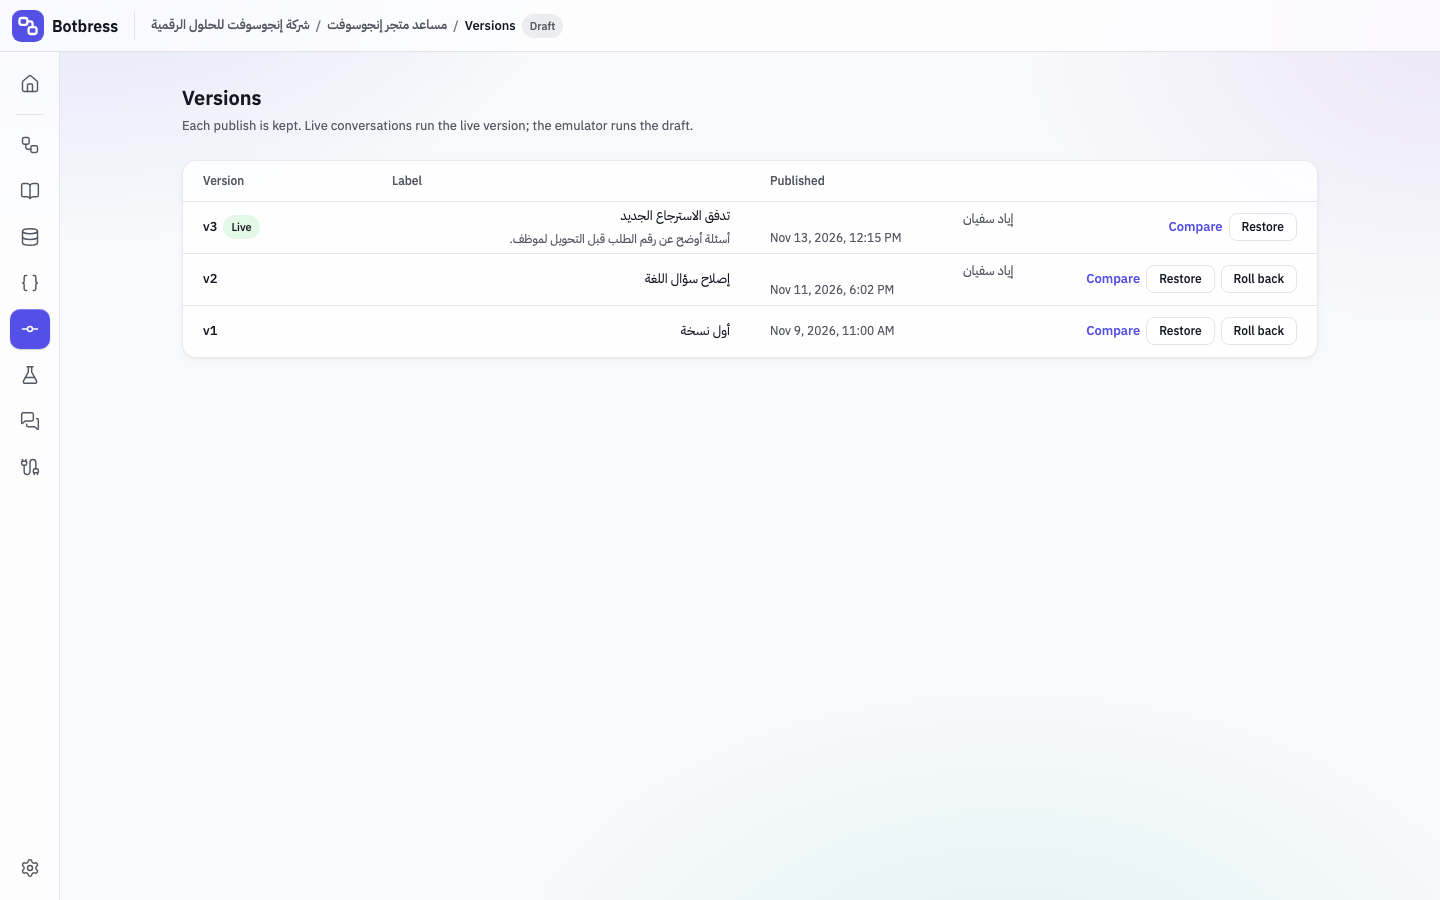 Botbress
شركة إنجوسوفت للحلول الرقمية / مساعد متجر إنجوسوفت / Versions Draft
Versions
Each publish is kept. Live conversations run the live version; the emulator runs the draft.
Version Label Published
v3 Live تدفق الاسترجاع الجديد إياد سفيان Compare Restore
أسئلة أوضح عن رقم الطلب قبل التحويل لموظف. Nov 13, 2026, 12:15 PM
v2 إصلاح سؤال اللغة إياد سفيان Compare Restore Roll back
Nov 11, 2026, 6:02 PM
v1 أول نسخة Nov 9, 2026, 11:00 AM Compare Restore Roll back